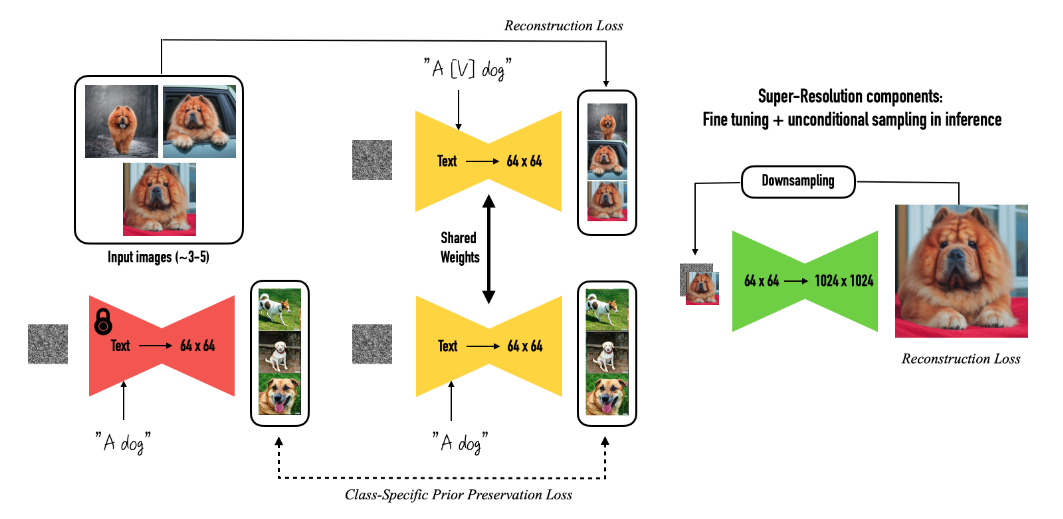 Reconstruction Loss
"A [V] dog"
Text → 64 x 64
Input images (~3-5)
Shared
Weights
Text → 64 x 64
"A dog"
Text → 64 x 64
"A dog"
Class-Specific Prior Preservation Loss
Super-Resolution components:
Fine tuning + unconditional sampling in inference
Downsampling
64 x 64 → 1024 x 1024
Reconstruction Loss